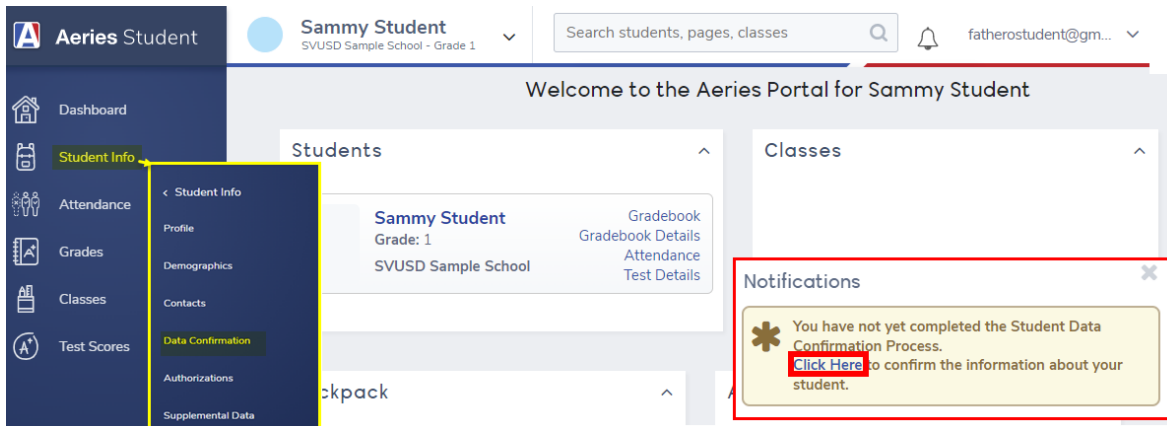 Aeries Student
Sammy Student
SVUSD Sample School - Grade 1
Search students, pages, classes
fatherostudent@gm...
Dashboard
Student Info
Attendance
Grades
Classes
Test Scores
< Student Info
Profile
Demographics
Contacts
Data Confirmation
Authorizations
Supplemental Data
Welcome to the Aeries Portal for Sammy Student
Students
Sammy Student
Grade: 1
SVUSD Sample School
Gradebook
Gradebook Details
Attendance
Test Details
Classes
Notifications
You have not yet completed the Student Data
Confirmation Process.
Click Here to confirm the information about your
student.
ckpack